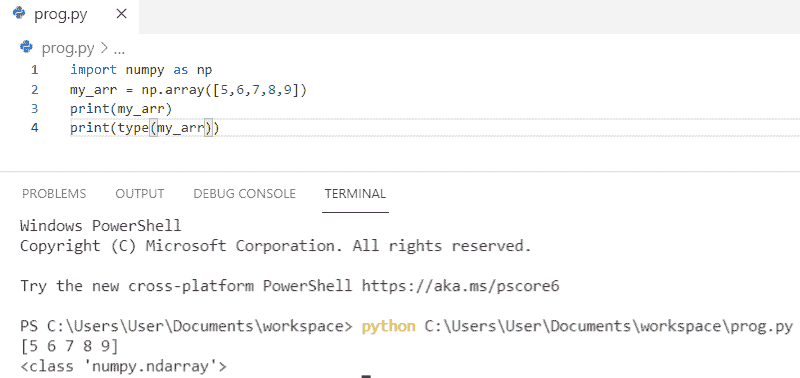 prog.py ×
prog.py > ...
1 import numpy as np
2 my_arr = np.array([5,6,7,8,9])
3 print(my_arr)
4 print(type(my_arr))
PROBLEMS OUTPUT DEBUG CONSOLE TERMINAL
Windows PowerShell
Copyright (C) Microsoft Corporation. All rights reserved.
Try the new cross-platform PowerShell https://aka.ms/pscore6
PS C:\Users\User\Documents\workspace> python C:\Users\User\Documents\workspace\prog.py
[5 6 7 8 9]
<class 'numpy.ndarray'>